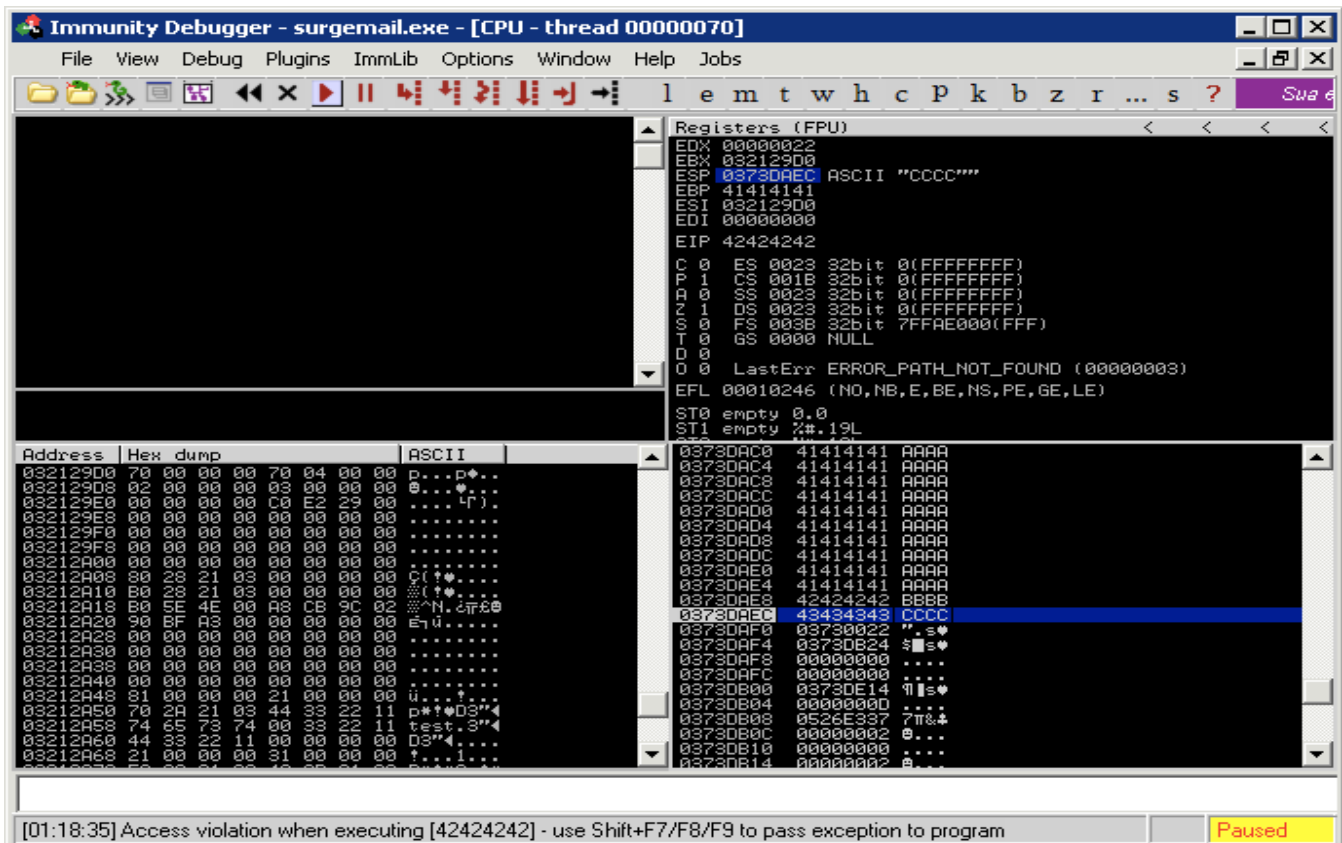 Immunity Debugger - surgemail.exe - [CPU - thread 00000070]
File View Debug Plugins ImmLib Options Window Help Jobs
l e m t w h c P k b z r ... s ? Sua e
Registers (FPU) < < < <
EDX 00000022
EBX 032129D0
ESP 0373DAEC ASCII "CCCC""
EBP 41414141
ESI 032129D0
EDI 00000000
EIP 42424242
C 0 ES 0023 32bit 0(FFFFFFFF)
P 1 CS 001B 32bit 0(FFFFFFFF)
A 0 SS 0023 32bit 0(FFFFFFFF)
Z 1 DS 0023 32bit 0(FFFFFFFF)
S 0 FS 003B 32bit 7FFAE000(FFF)
T 0 GS 0000 NULL
D 0
O 0 LastErr ERROR_PATH_NOT_FOUND (00000003)
EFL 00010246 (NO,NB,E,BE,NS,PE,GE,LE)
ST0 empty 0.0
ST1 empty %#.19L
Address Hex dump ASCII
032129D0 70 00 00 00 70 04 00 00 p...p♦..
032129D8 02 00 00 00 03 00 00 00 ☻...♥...
032129E0 00 00 00 00 C0 E2 29 00 ....└Γ).
032129E8 00 00 00 00 00 00 00 00 ........
032129F0 00 00 00 00 00 00 00 00 ........
032129F8 00 00 00 00 00 00 00 00 ........
03212A00 00 00 00 00 00 00 00 00 ........
03212A08 80 28 21 03 00 00 00 00 Ç(!♥....
03212A10 B0 28 21 03 00 00 00 00 ░(!♥....
03212A18 B0 5E 4E 00 A8 CB 9C 02 ░^N.¿╦£☻
03212A20 90 BF A3 00 00 00 00 00 É┐ú.....
03212A28 00 00 00 00 00 00 00 00 ........
03212A30 00 00 00 00 00 00 00 00 ........
03212A38 00 00 00 00 00 00 00 00 ........
03212A40 00 00 00 00 00 00 00 00 ........
03212A48 81 00 00 00 21 00 00 00 ü...!...
03212A50 70 2A 21 03 44 33 22 11 p*!♥D3"◄
03212A58 74 65 73 74 00 33 22 11 test.3"◄
03212A60 44 33 22 11 00 00 00 00 D3"◄....
03212A68 21 00 00 00 31 00 00 00 !...1...
0373DAC0 41414141 AAAA
0373DAC4 41414141 AAAA
0373DAC8 41414141 AAAA
0373DACC 41414141 AAAA
0373DAD0 41414141 AAAA
0373DAD4 41414141 AAAA
0373DAD8 41414141 AAAA
0373DADC 41414141 AAAA
0373DAE0 41414141 AAAA
0373DAE4 41414141 AAAA
0373DAE8 42424242 BBBB
0373DAEC 43434343 CCCC
0373DAF0 03730022 ".s♥
0373DAF4 0373DB24 $█s♥
0373DAF8 00000000 ....
0373DAFC 00000000 ....
0373DB00 0373DE14 ¶▐s♥
0373DB04 0000000D ....
0373DB08 0526E337 7π&♣
0373DB0C 00000002 ☻...
0373DB10 00000000 ....
0373DB14 00000002 ☻...
[01:18:35] Access violation when executing [42424242] - use Shift+F7/F8/F9 to pass exception to program
Paused